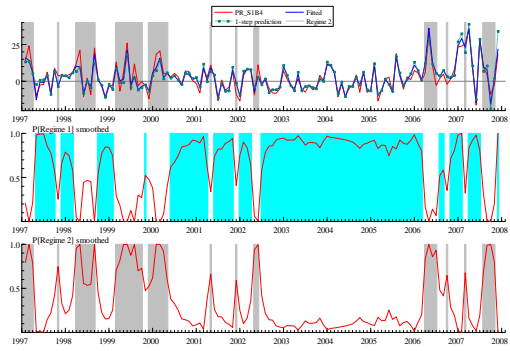 PR_S1B4 Fitted
1-step prediction Regime 2
25
0
1997 1998 1999 2000 2001 2002 2003 2004 2005 2006 2007 2008
P[Regime 1] smoothed
1.0
0.5
1997 1998 1999 2000 2001 2002 2003 2004 2005 2006 2007 2008
P[Regime 2] smoothed
1.0
0.5
1997 1998 1999 2000 2001 2002 2003 2004 2005 2006 2007 2008